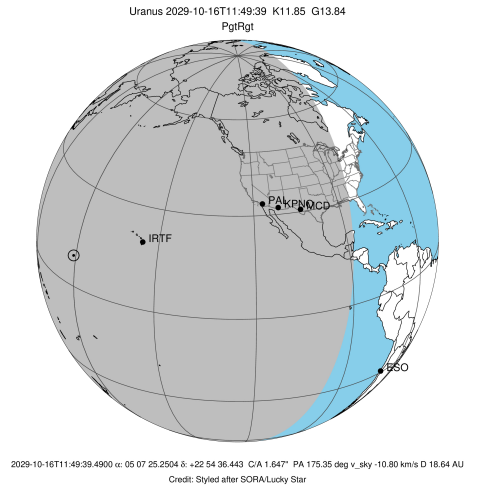 Uranus 2029-10-16T11:49:39 K11.85 G13.84
PgtRgt
PAL
KPNO
MCD
IRTF
ESO
2029-10-16T11:49:39.4900 α: 05 07 25.2504 δ: +22 54 36.443 C/A 1.647" PA 175.35 deg v_sky -10.80 km/s D 18.64 AU
Credit: Styled after SORA/Lucky Star